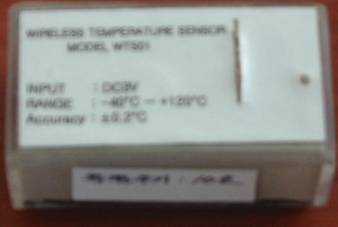 WIRELESS TEMPERATURE SENSOR
MODEL WTS01
INPUT : DC3V
RANGE : -40°C — +120°C
Accuracy : ±0.2°C